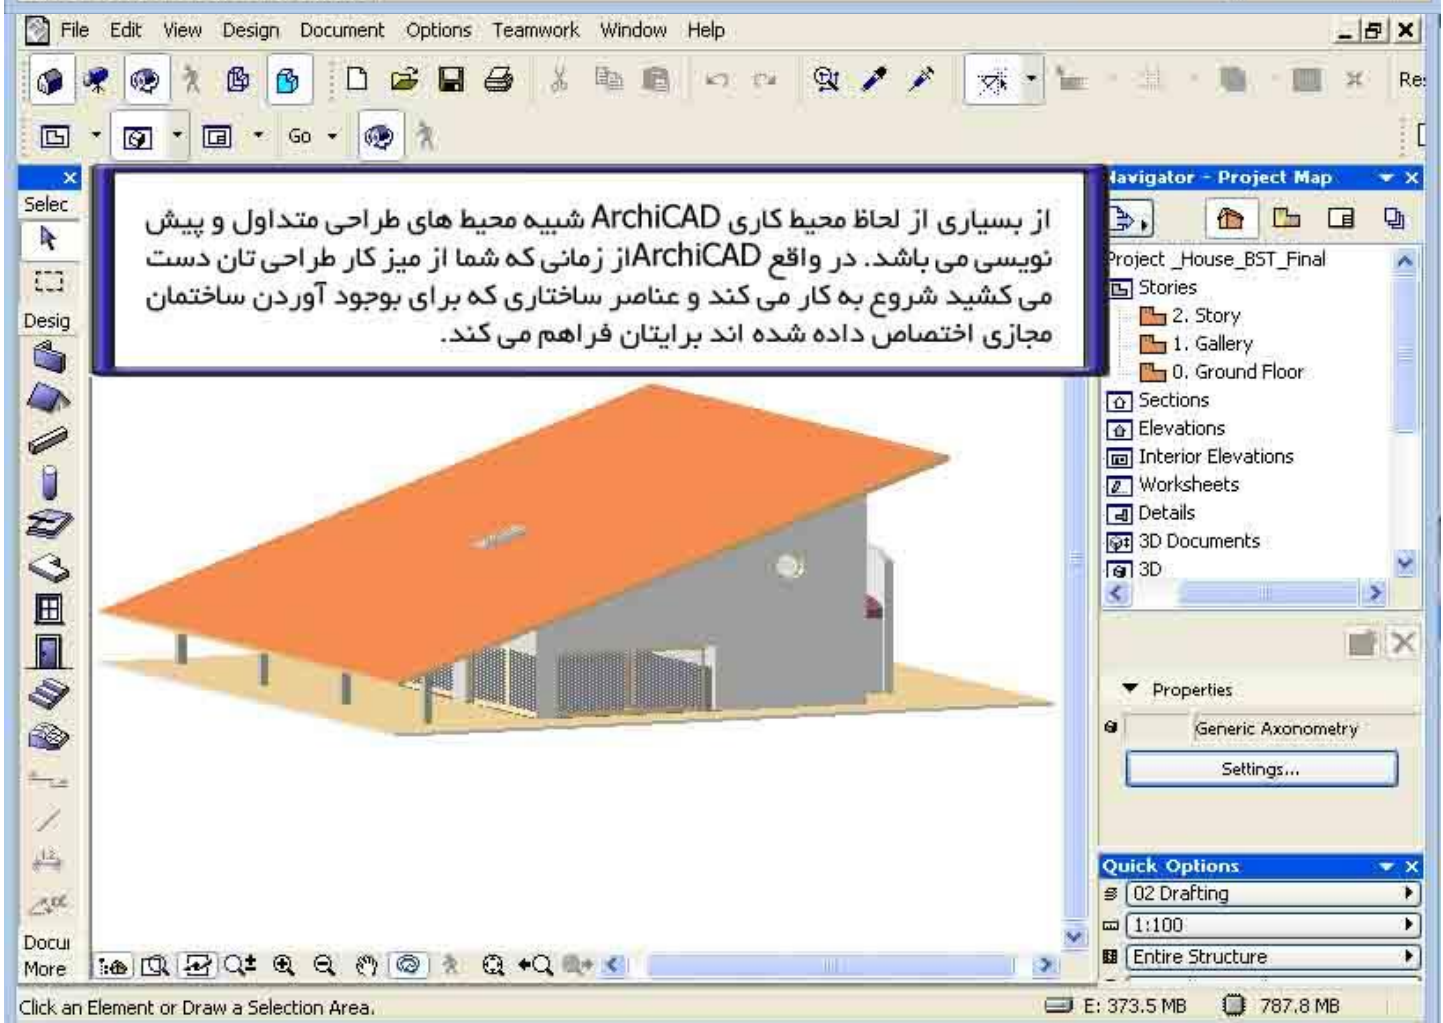 File Edit View Design Document Options Teamwork Window Help
Go
Selec
Desig
Docui
More
از بسیاری از لحاظ محیط کاری ArchiCAD شبیه محیط های طراحی متداول و پیش
نویسی می باشد. در واقع ArchiCADاز زمانی که شما از میز کار طراحی تان دست
می کشید شروع به کار می کند و عناصر ساختاری که برای بوجود آوردن ساختمان
مجازی اختصاص داده شده اند برایتان فراهم می کند.
Navigator - Project Map
Project _House_BST_Final
Stories
2. Story
1. Gallery
0. Ground Floor
Sections
Elevations
Interior Elevations
Worksheets
Details
3D Documents
3D
Properties
Generic Axonometry
Settings...
Quick Options
02 Drafting
1:100
Entire Structure
Click an Element or Draw a Selection Area.
E: 373.5 MB 787.8 MB